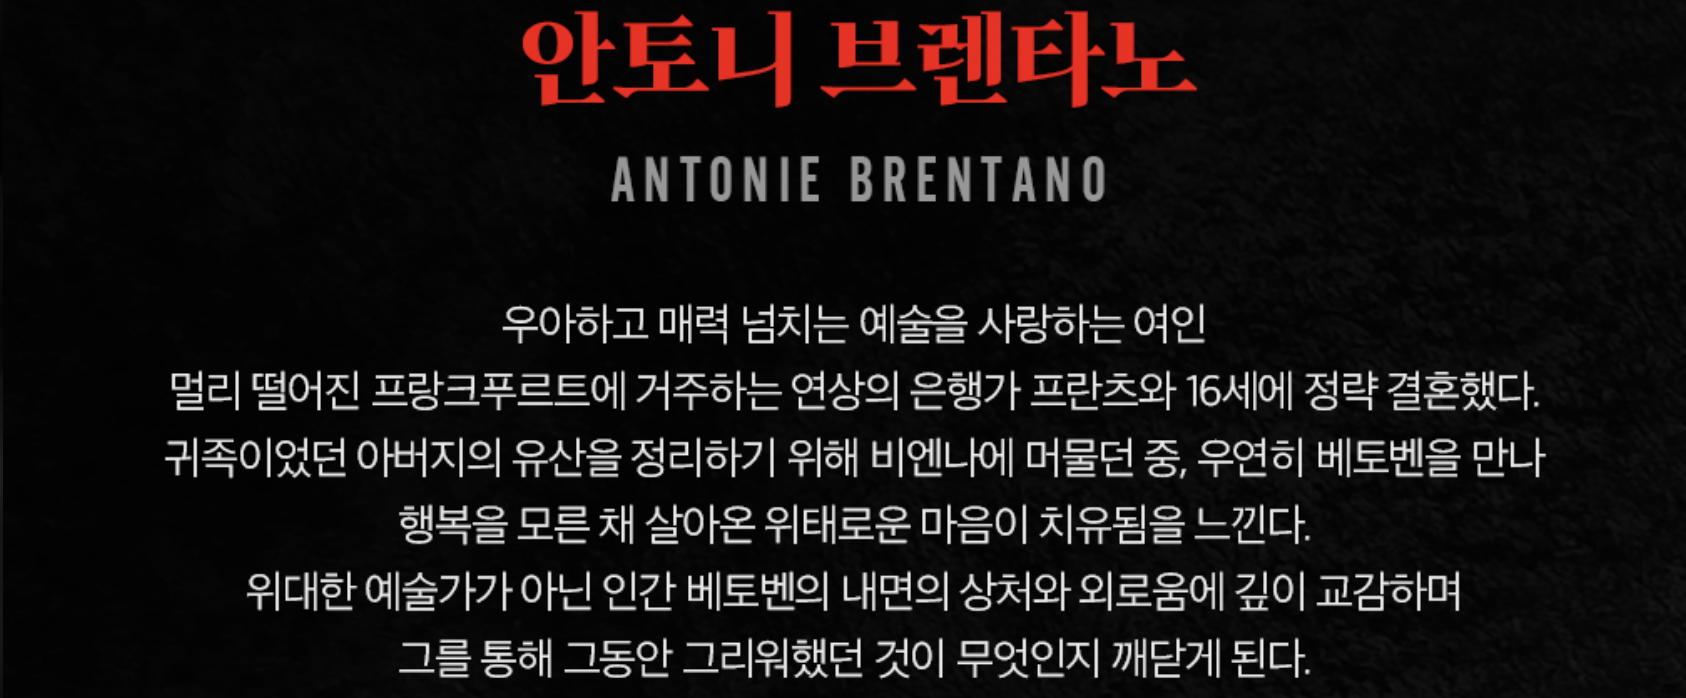 안토니 브렌타노
ANTONIE BRENTANO
우아하고 매력 넘치는 예술을 사랑하는 여인
멀리 떨어진 프랑크푸르트에 거주하는 연상의 은행가 프란츠와 16세에 정략 결혼했다.
귀족이었던 아버지의 유산을 정리하기 위해 비엔나에 머물던 중, 우연히 베토벤을 만나
행복을 모른 채 살아온 위태로운 마음이 치유됨을 느낀다.
위대한 예술가가 아닌 인간 베토벤의 내면의 상처와 외로움에 깊이 교감하며
그를 통해 그동안 그리워했던 것이 무엇인지 깨닫게 된다.